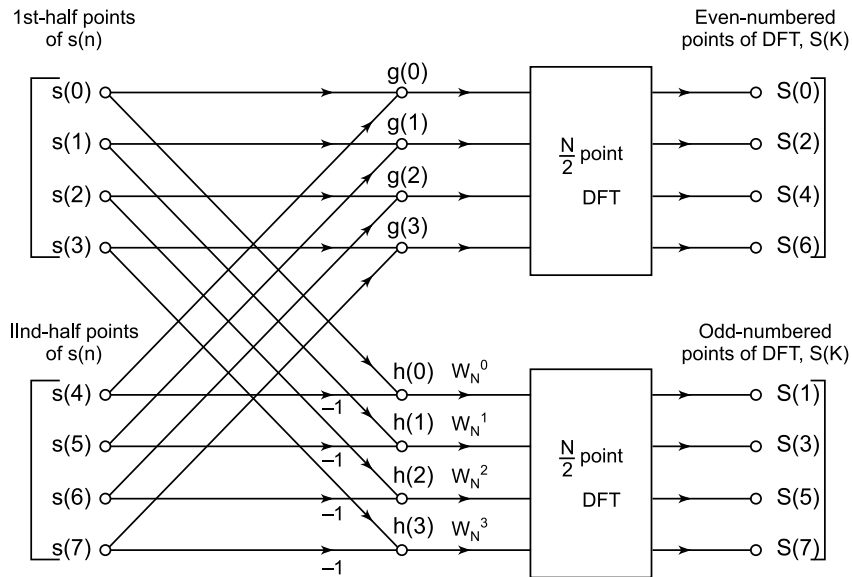 1st-half points
of s(n)
Even-numbered
points of DFT, S(K)
s(0)
g(0)
S(0)
s(1)
g(1)
S(2)
s(2)
g(2)
S(4)
s(3)
g(3)
S(6)
N/2 point
DFT
IInd-half points
of s(n)
Odd-numbered
points of DFT, S(K)
s(4)
–1
h(0)
W_N^0
S(1)
s(5)
–1
h(1)
W_N^1
S(3)
s(6)
–1
h(2)
W_N^2
S(5)
s(7)
–1
h(3)
W_N^3
S(7)
N/2 point
DFT